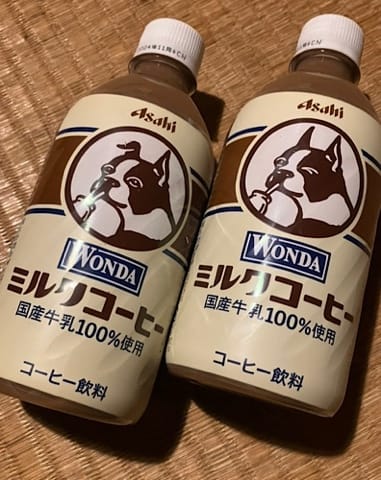 Asahi
WONDA
ミルクコーヒー
国産牛乳100%使用
コーヒー飲料
Asahi
WONDA
ミルクコーヒー
国産牛乳100%使用
コーヒー飲料